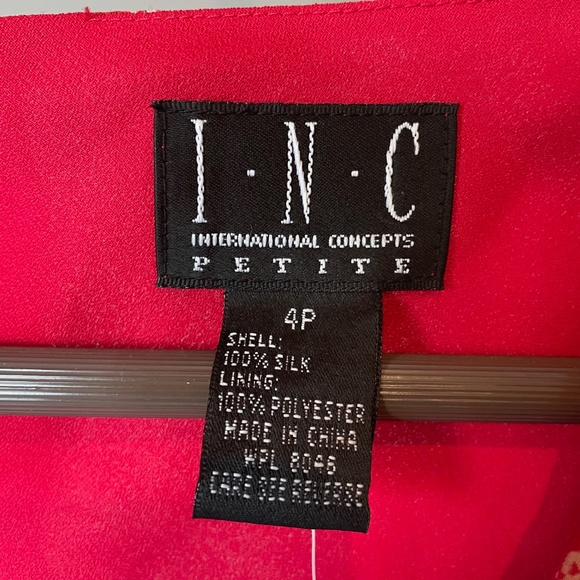 I·N·C
INTERNATIONAL CONCEPTS
PETITE
4P
SHELL:
100% SILK
LINING:
100% POLYESTER
MADE IN CHINA
WPL 8046
CARE SEE REVERSE